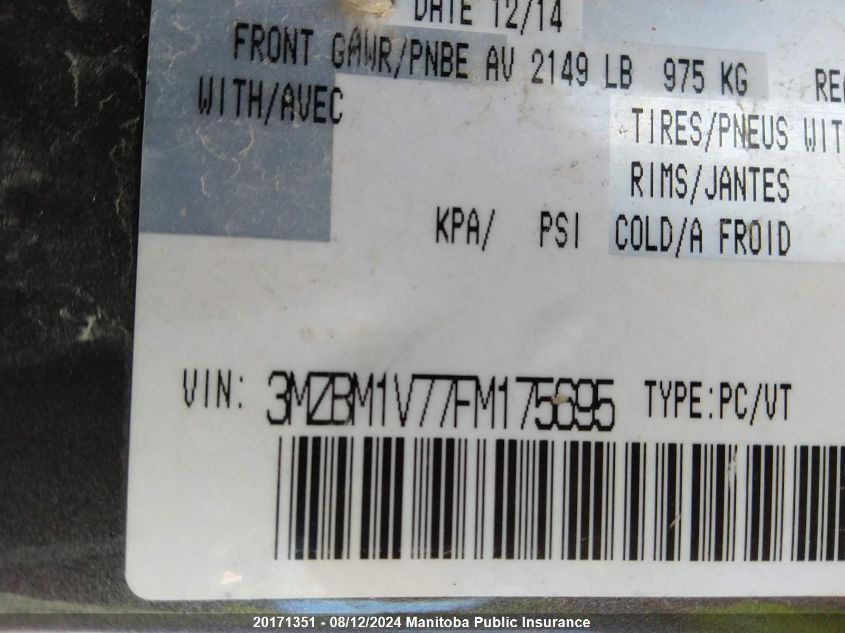 DATE 12/14
FRONT GAWR/PNBE AV 2149 LB 975 KG
WITH/AVEC
TIRES/PNEUS WIT
RIMS/JANTES
KPA/ PSI COLD/A FROID
VIN: 3MZBM1V77FM175695 TYPE:PC/VT
20171351 - 08/12/2024 Manitoba Public Insurance